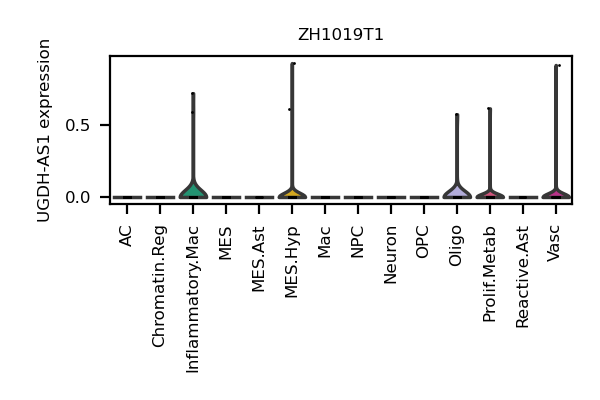 ZH1019T1
UGDH-AS1 expression
0.5
0.0
AC
Chromatin.Reg
Inflammatory.Mac
MES
MES.Ast
MES.Hyp
Mac
NPC
Neuron
OPC
Oligo
Prolif.Metab
Reactive.Ast
Vasc